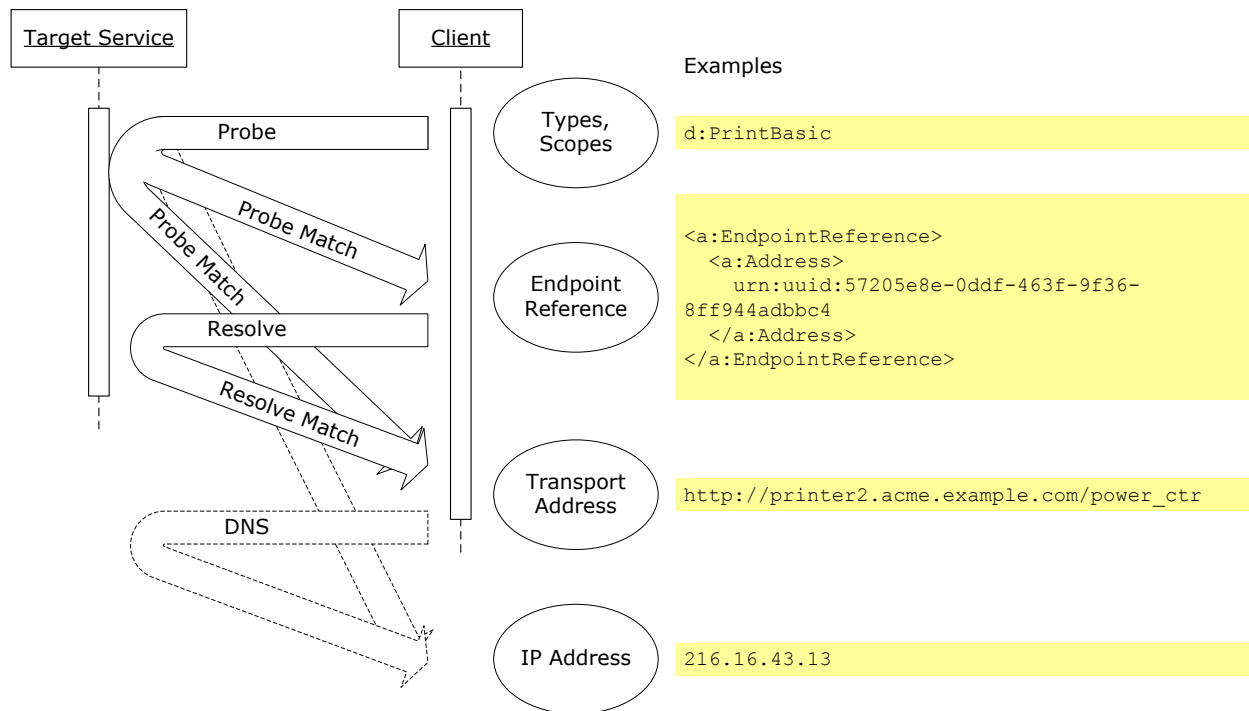 Target Service
Client
Examples
Probe
Types,
Scopes
d:PrintBasic
Probe Match
Probe Match
Endpoint
Reference
<a:EndpointReference>
<a:Address>
urn:uuid:57205e8e-0ddf-463f-9f36-
8ff944adbbc4
</a:Address>
</a:EndpointReference>
Resolve
Resolve Match
Transport
Address
http://printer2.acme.example.com/power_ctr
DNS
IP Address
216.16.43.13